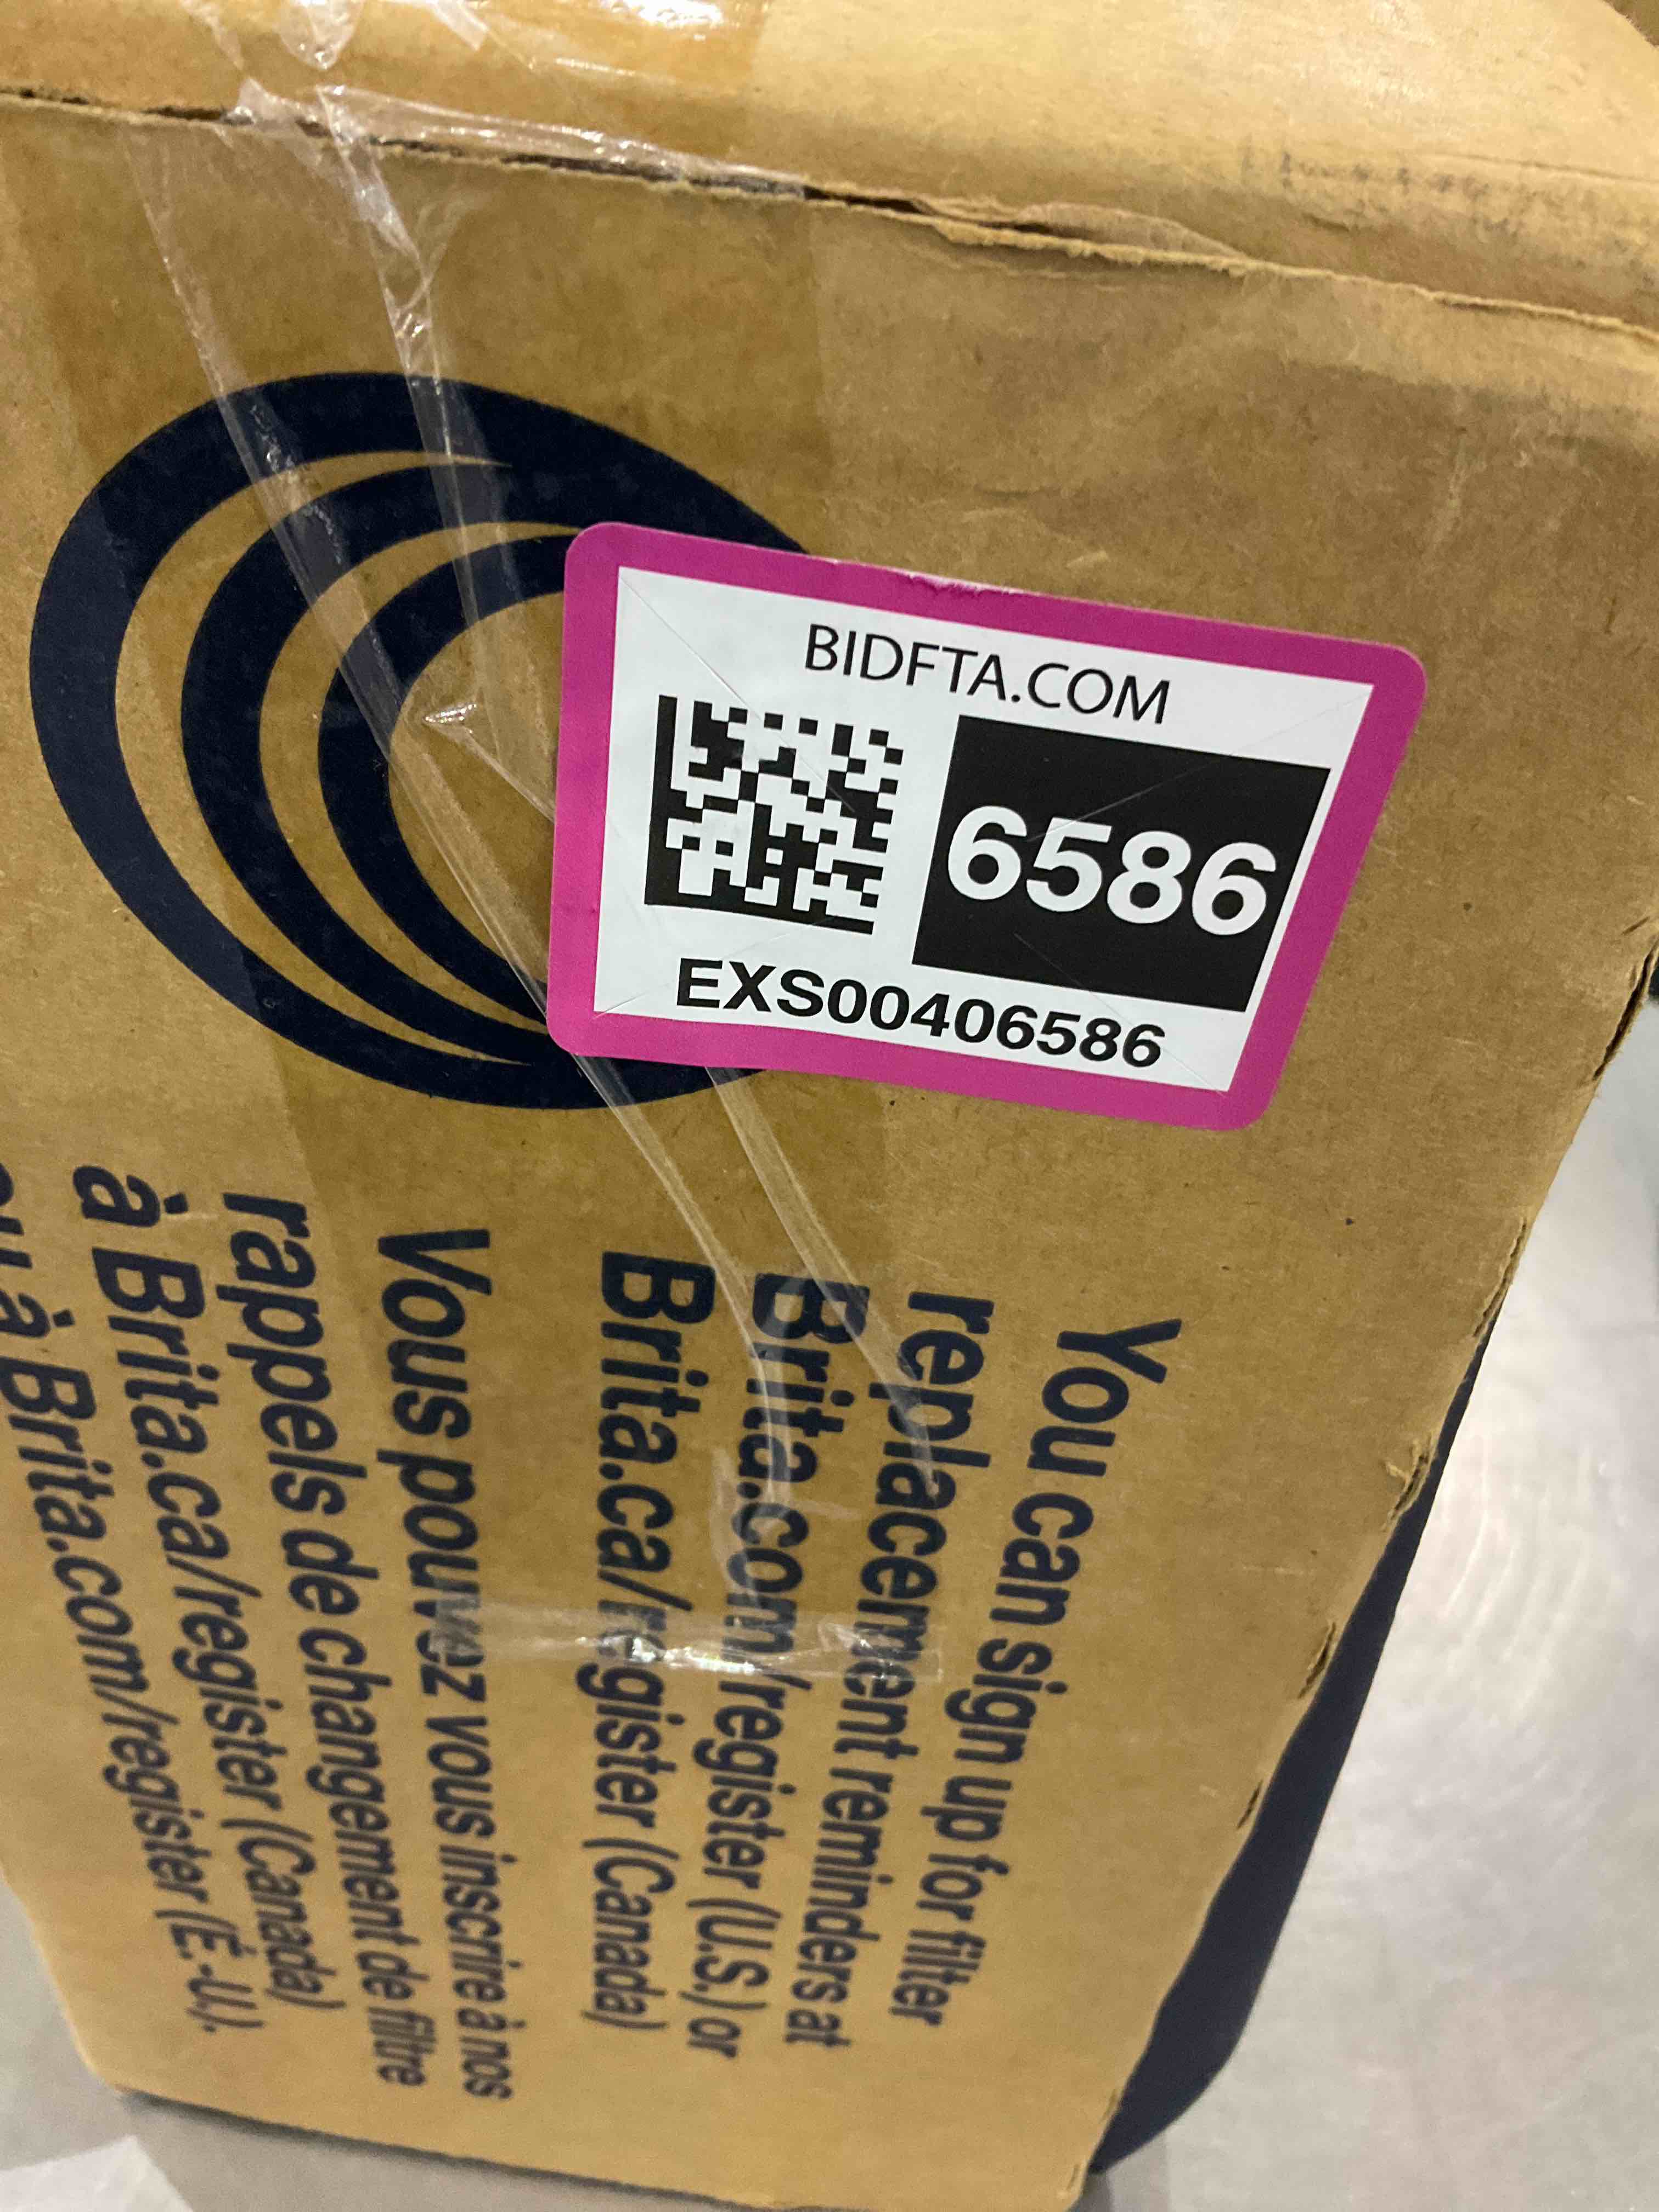 BIDFTA.COM
6586
EXS00406586
You can sign up for filter
replacement reminders at
Brita.com/register (U.S.) or
Brita.ca/register (Canada)
Vous pouvez vous inscrire à nos
rappels de changement de filtre
à Brita.ca/register (Canada)
ou à Brita.com/register (É.-U.).